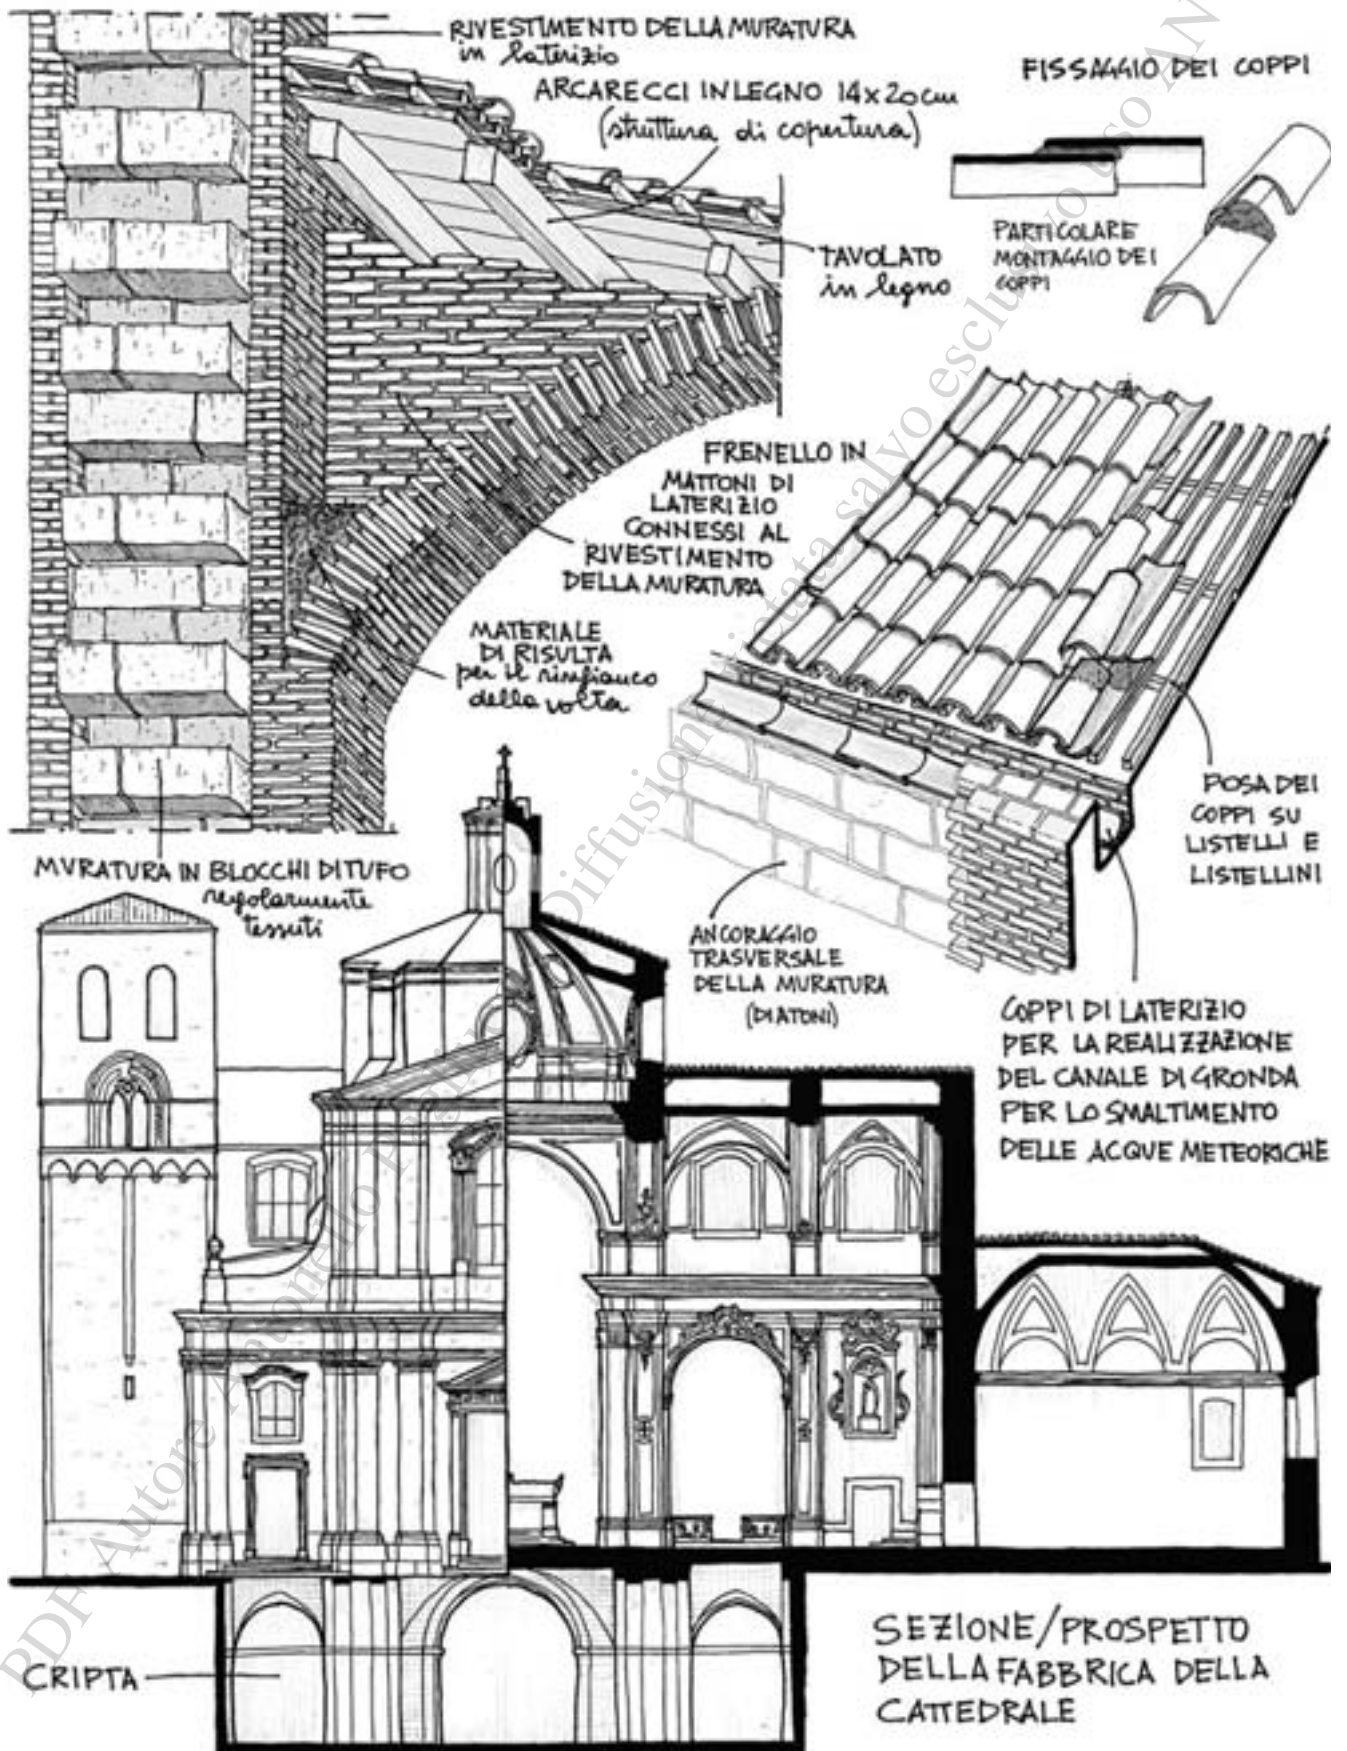 RIVESTIMENTO DELLA MURATURA
in laterizio
ARCARECCI IN LEGNO 14x20cm
(struttura di copertura)
FISSAGGIO DEI COPPI
PARTICOLARE
MONTAGGIO DEI
COPPI
TAVOLATO
in legno
FRENELLO IN
MATTONI DI
LATERIZIO
CONNESSI AL
RIVESTIMENTO
DELLA MURATURA
MATERIALE
DI RISULTA
per il rinfianco
della volta
POSA DEI
COPPI SU
LISTELLI E
LISTELLINI
MURATURA IN BLOCCHI DI TUFO
regolarmente
tessuti
ANCORAGGIO
TRASVERSALE
DELLA MURATURA
(DIATONI)
COPPI DI LATERIZIO
PER LA REALIZZAZIONE
DEL CANALE DI GRONDA
PER LO SMALTIMENTO
DELLE ACQUE METEORICHE
CRIPTA
SEZIONE/PROSPETTO
DELLA FABBRICA DELLA
CATTEDRALE